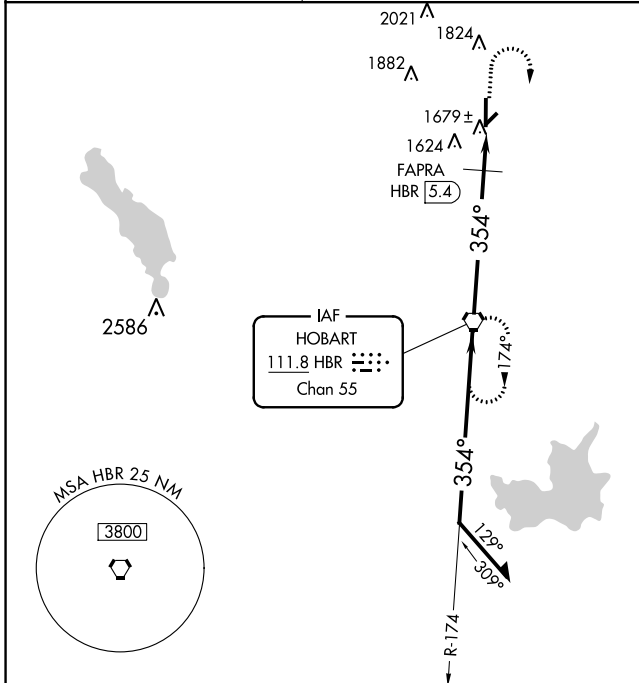 2021
1824
1882
1679 ±
1624
FAPRA
HBR 5.4
354°
2586
IAF
HOBART
111.8 HBR
Chan 55
174°
354°
MSA HBR 25 NM
3800
129°
309°
R-174